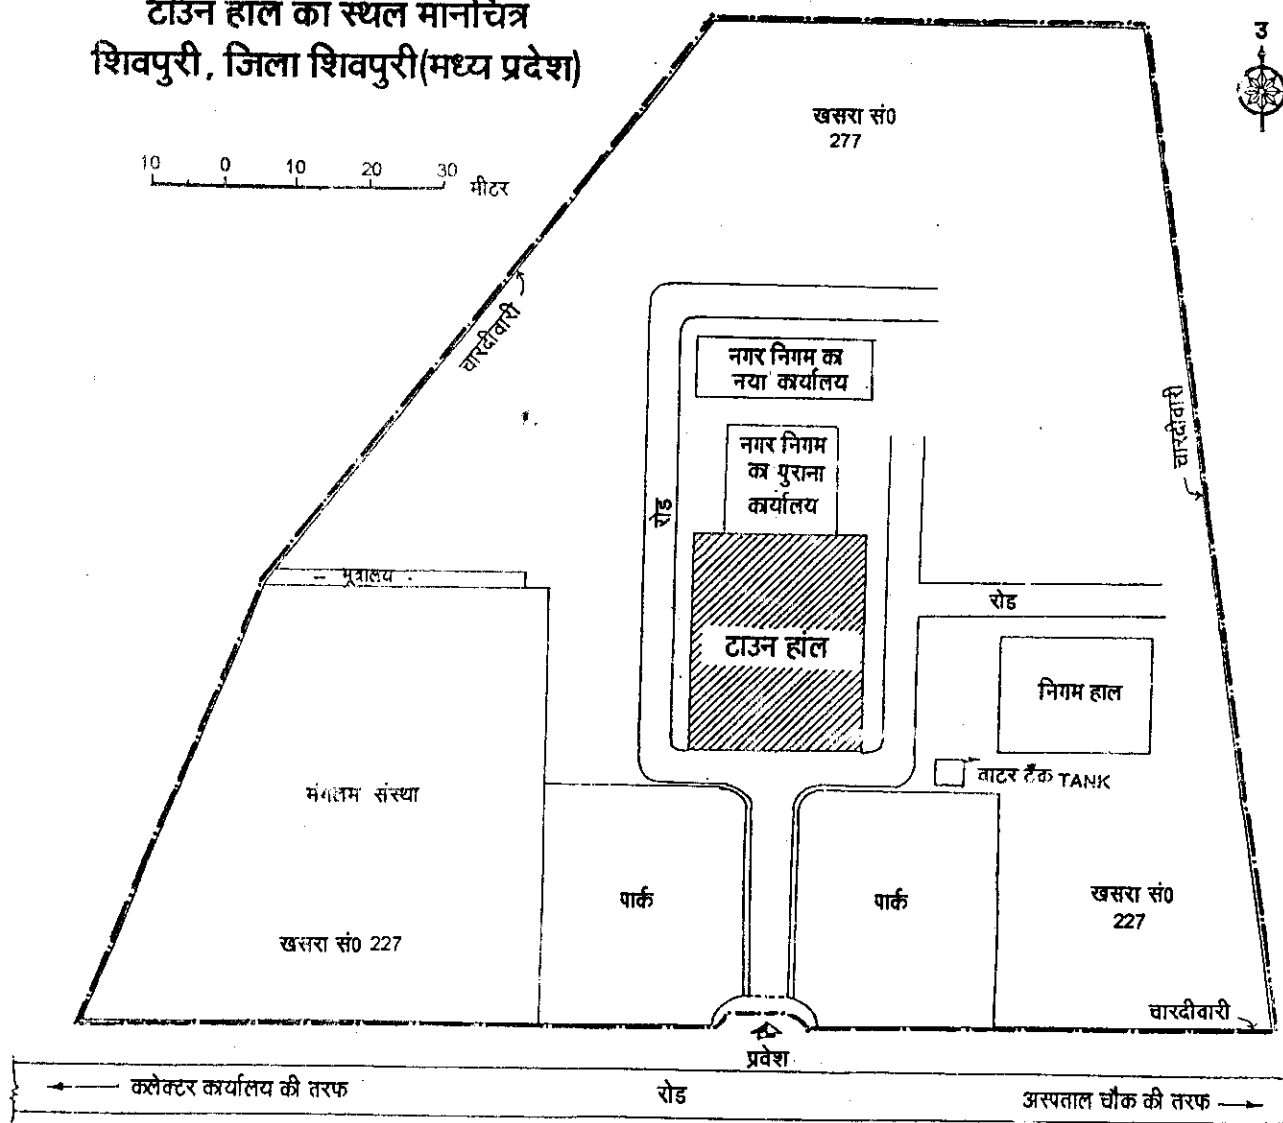 टाउन हाल का स्थल मानचित्र
शिवपुरी, जिला शिवपुरी(मध्य प्रदेश)
उ
10 0 10 20 30 मीटर
खसरा सं0
277
चारदीवारी
चारदीवारी
नगर निगम का
नया कार्यालय
नगर निगम
का पुराना
कार्यालय
रोड
मूत्रालय
रोड
टाउन हांल
निगम हाल
वाटर टैंक TANK
मंगलम संस्था
पार्क
पार्क
खसरा सं0
227
खसरा सं0 227
चारदीवारी
प्रवेश
कलेक्टर कार्यालय की तरफ
रोड
अस्पताल चौक की तरफ